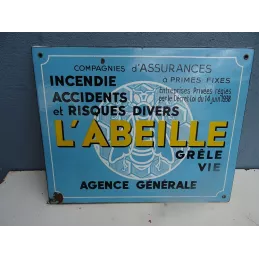 COMPAGNIES d'ASSURANCES
à PRIMES FIXES
INCENDIE
ACCIDENTS
et RISQUES DIVERS
Entreprises Privées régies
par le Décret Loi du 14 juin 1938
L'ABEILLE
GRÊLE
VIE
AGENCE GÉNÉRALE